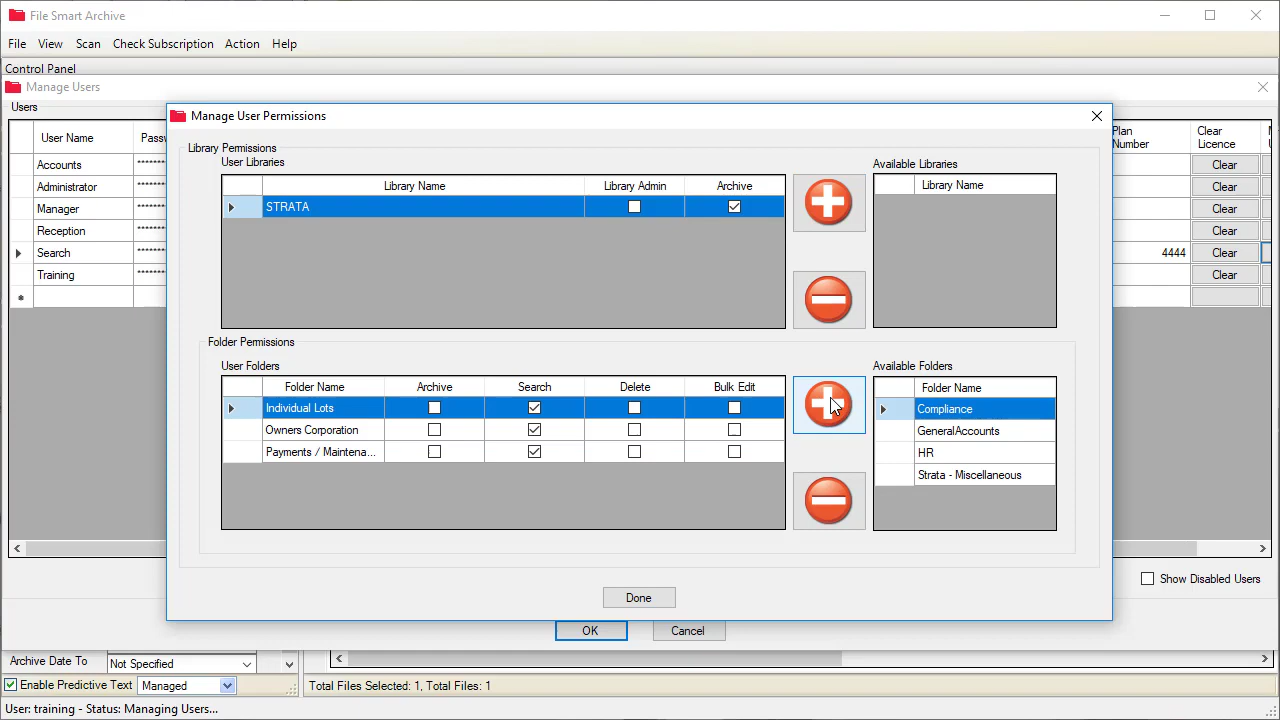 File Smart Archive
File View Scan Check Subscription Action Help
Control Panel
Manage Users
Users
User Name Passw
Accounts ********
Administrator ********
Manager ********
Reception ********
Search ********
Training ********
*
Plan Number
Clear Licence
Clear
Clear
Clear
Clear
4444 Clear
Clear
Manage User Permissions
Library Permissions
User Libraries
Library Name Library Admin Archive
STRATA
Available Libraries
Library Name
Folder Permissions
User Folders
Folder Name Archive Search Delete Bulk Edit
Individual Lots
Owners Corporation
Payments / Maintena...
Available Folders
Folder Name
Compliance
GeneralAccounts
HR
Strata - Miscellaneous
Done
Show Disabled Users
OK Cancel
Archive Date To Not Specified
Enable Predictive Text Managed
Total Files Selected: 1, Total Files: 1
User: training - Status: Managing Users...